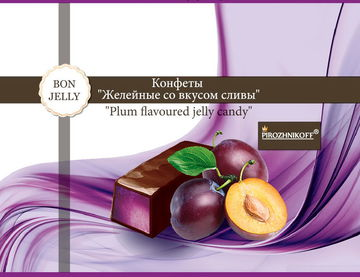 BON
JELLY
Конфеты
"Желейные со вкусом сливы"
"Plum flavoured jelly candy"
PIROZHNIKOFF®